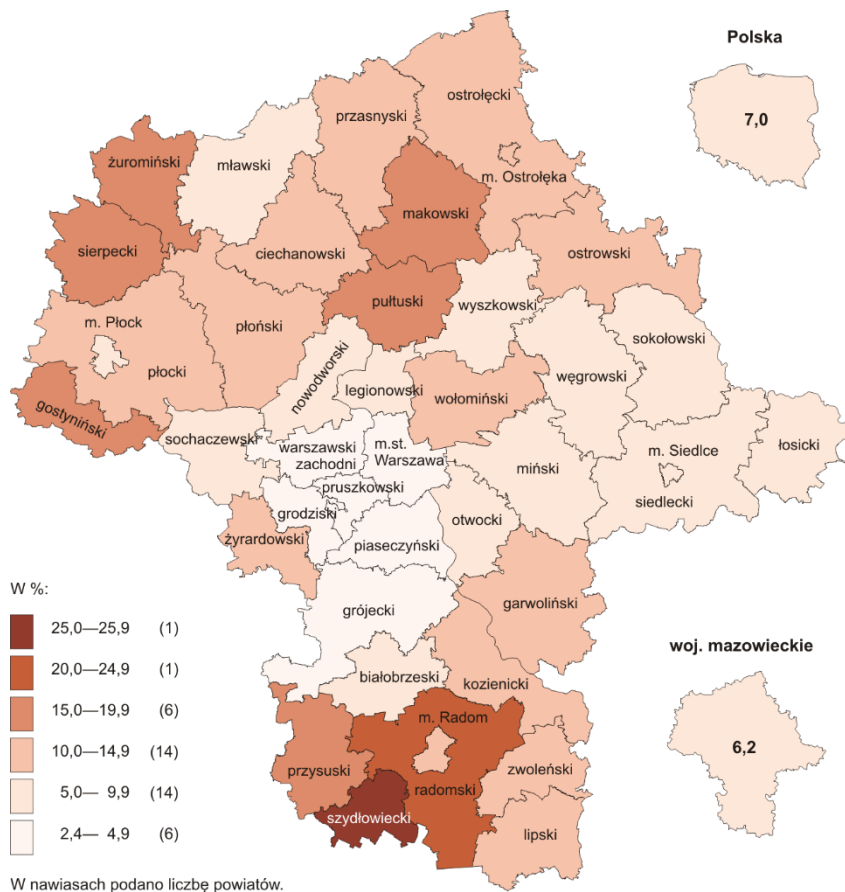 Polska
7,0
ostrołęcki
przasnyski
żuromiński
mławski
m. Ostrołęka
makowski
sierpecki
ciechanowski
ostrowski
pułtuski
wyszkowski
m. Płock
płoński
sokołowski
nowodworski
węgrowski
płocki
legionowski
wołomiński
gostyniński
sochaczewski
warszawski
zachodni
m.st.
Warszawa
m. Siedlce
łosicki
miński
pruszkowski
siedlecki
grodziski
otwocki
żyrardowski
piaseczyński
W %:
garwoliński
grójecki
25,0—25,9 (1)
woj. mazowieckie
20,0—24,9 (1)
białobrzeski
kozienicki
15,0—19,9 (6)
m. Radom
6,2
10,0—14,9 (14)
zwoleński
przysuski
radomski
5,0— 9,9 (14)
szydłowiecki
2,4— 4,9 (6)
lipski
W nawiasach podano liczbę powiatów.